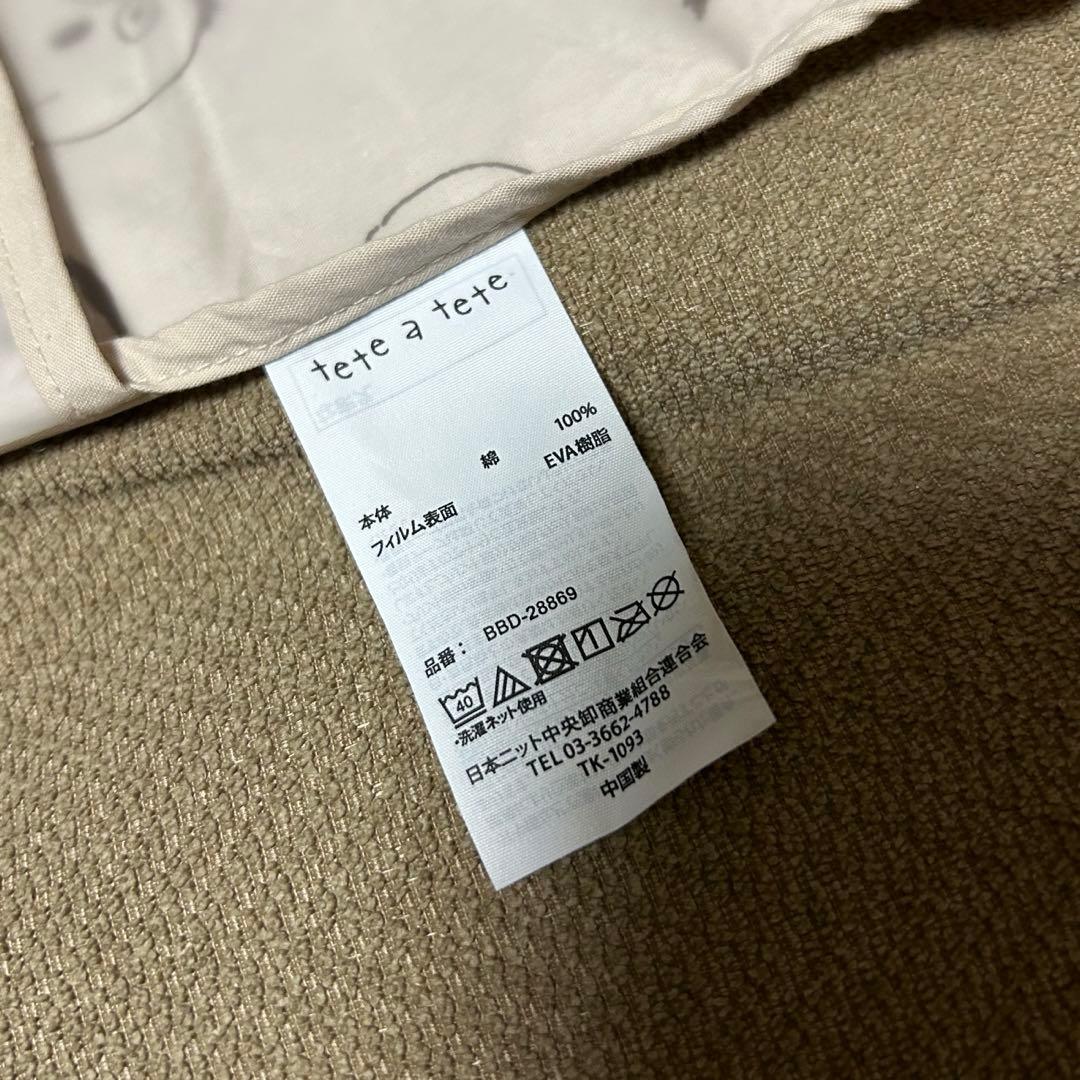 tete a tete
本体 綿 100%
フィルム表面 EVA樹脂
品番： BBD-28869
40
・洗濯ネット使用
日本ニット中央卸商業組合連合会
TEL 03-3662-4788
TK-1093
中国製